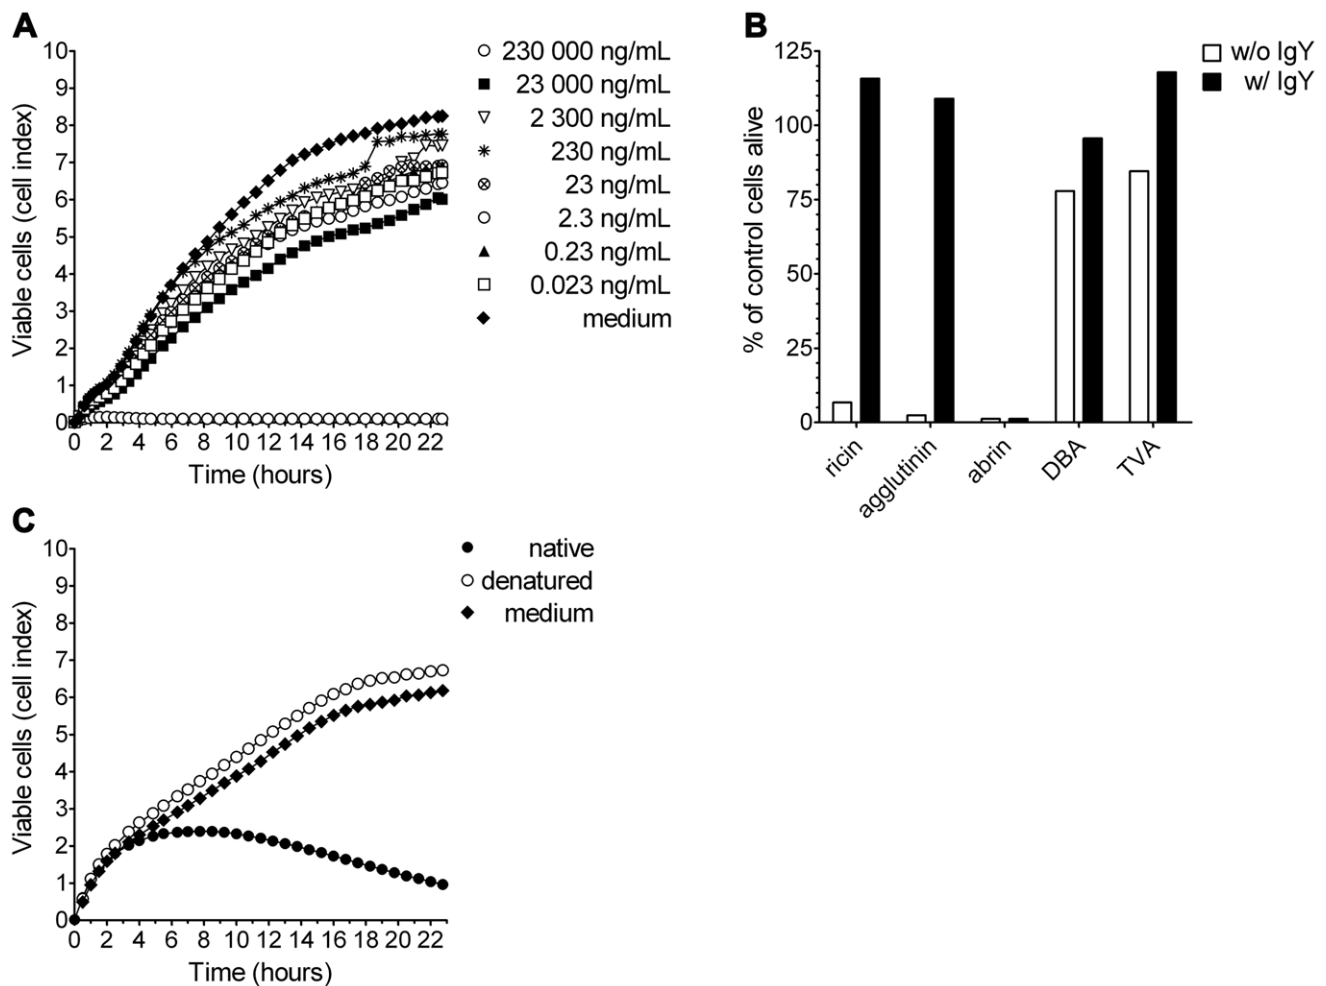 A
10
9
8
7
6
5
4
3
2
1
0
Viable cells (cell index)
0 2 4 6 8 10 12 14 16 18 20 22
Time (hours)
230 000 ng/mL
23 000 ng/mL
2 300 ng/mL
230 ng/mL
23 ng/mL
2.3 ng/mL
0.23 ng/mL
0.023 ng/mL
medium
B
125
100
75
50
25
0
% of control cells alive
ricin
agglutinin
abrin
DBA
TVA
w/o IgY
w/ IgY
C
10
9
8
7
6
5
4
3
2
1
0
Viable cells (cell index)
0 2 4 6 8 10 12 14 16 18 20 22
Time (hours)
native
denatured
medium